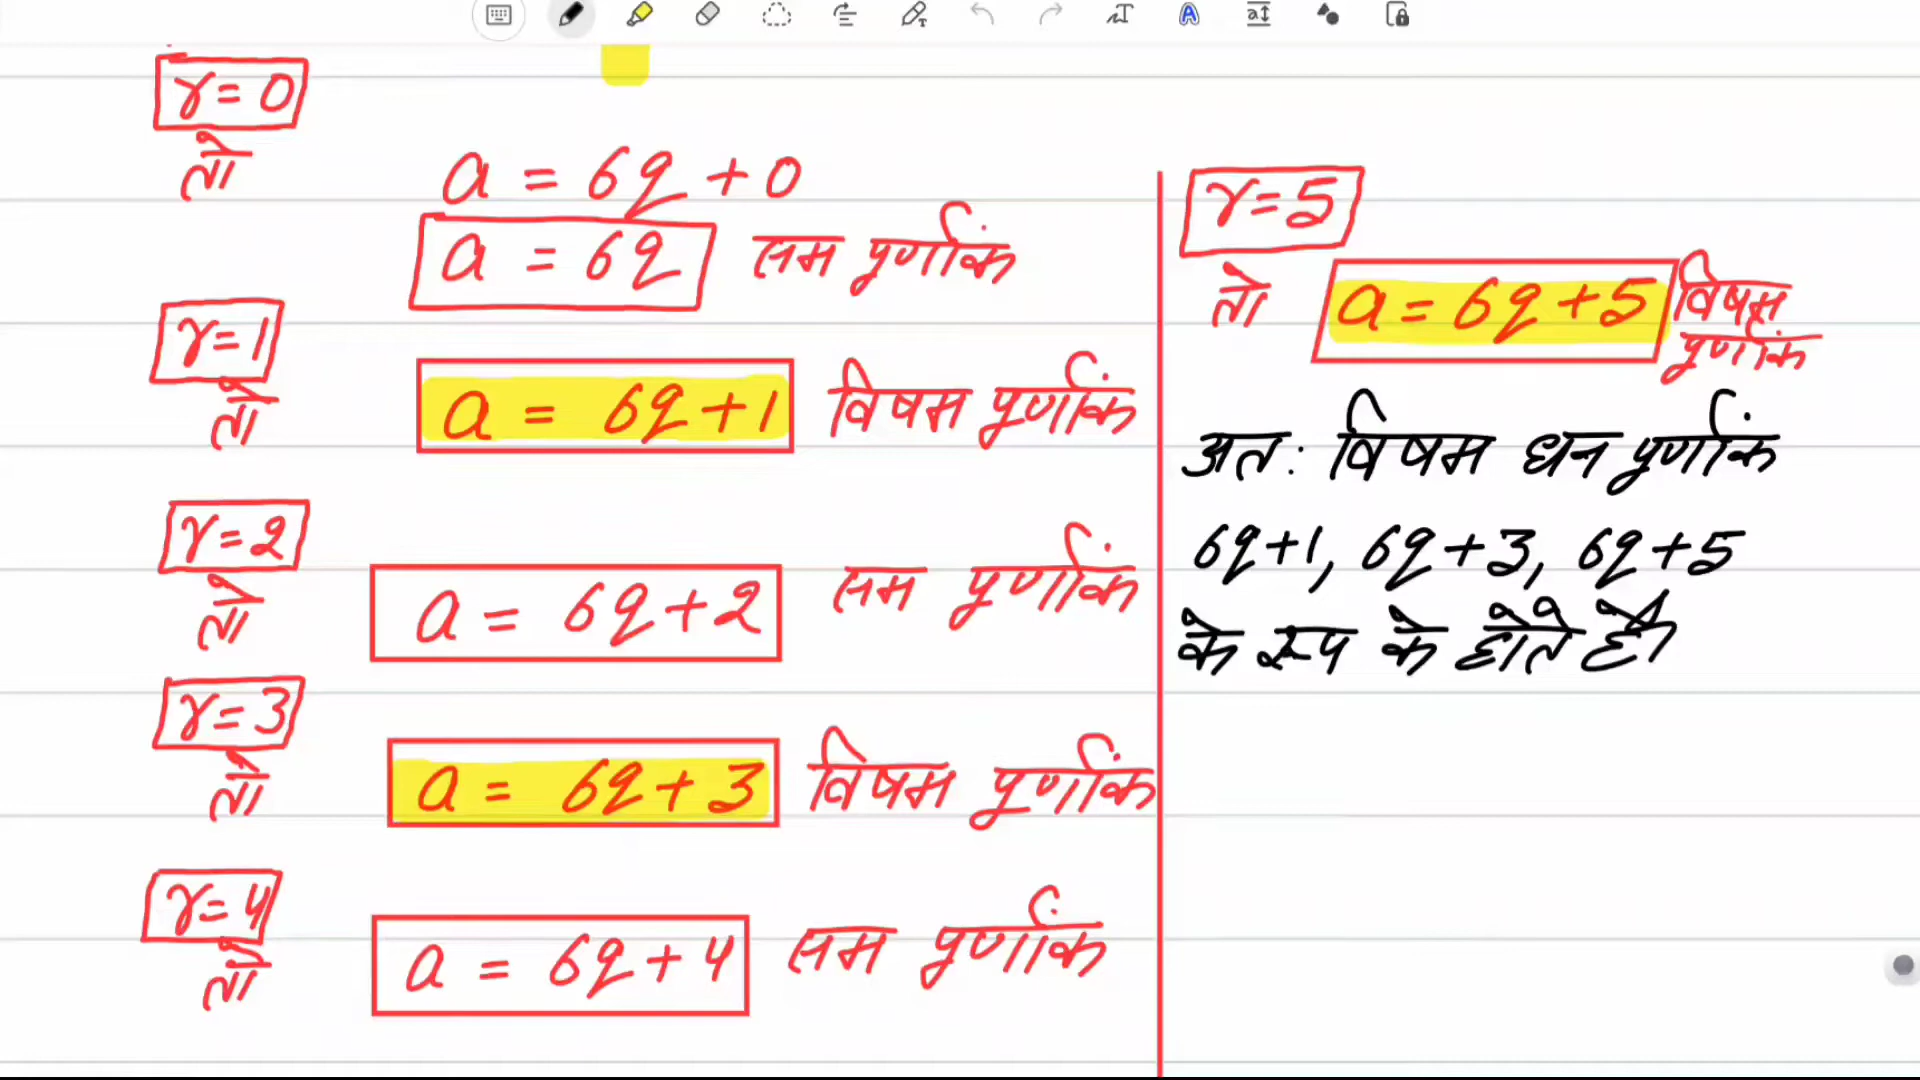 r=0
तो
a = 6q + 0
a = 6q सम पूर्णांक
r=1
तो
a = 6q+1 विषम पूर्णांक
r=2
तो
a = 6q+2 सम पूर्णांक
r=3
तो
a = 6q+3 विषम पूर्णांक
r=4
तो
a = 6q+4 सम पूर्णांक
r=5
तो a=6q+5 विषम
पूर्णांक
अत: विषम धन पूर्णांक
6q+1, 6q+3, 6q+5
के रूप के होते हैं।